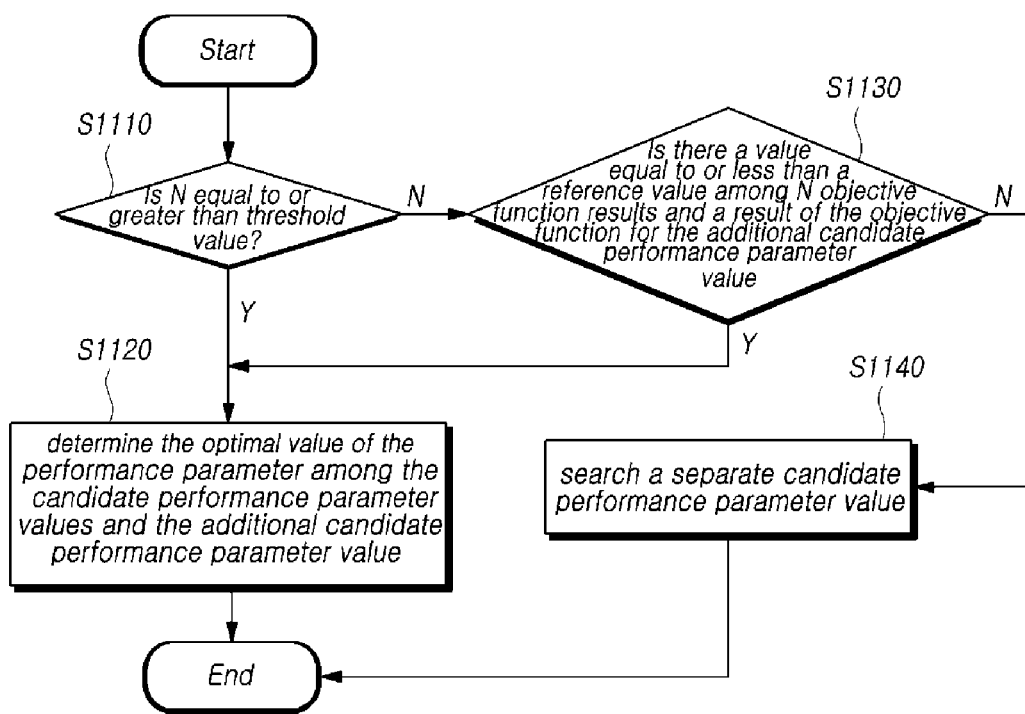 Start
S1110
Is N equal to or
greater than threshold
value?
N
S1130
Is there a value
equal to or less than a
reference value among N objective
function results and a result of the objective
function for the additional candidate
performance parameter
value
N
Y
Y
S1120
determine the optimal value of the
performance parameter among the
candidate performance parameter
values and the additional candidate
performance parameter value
S1140
search a separate candidate
performance parameter value
End